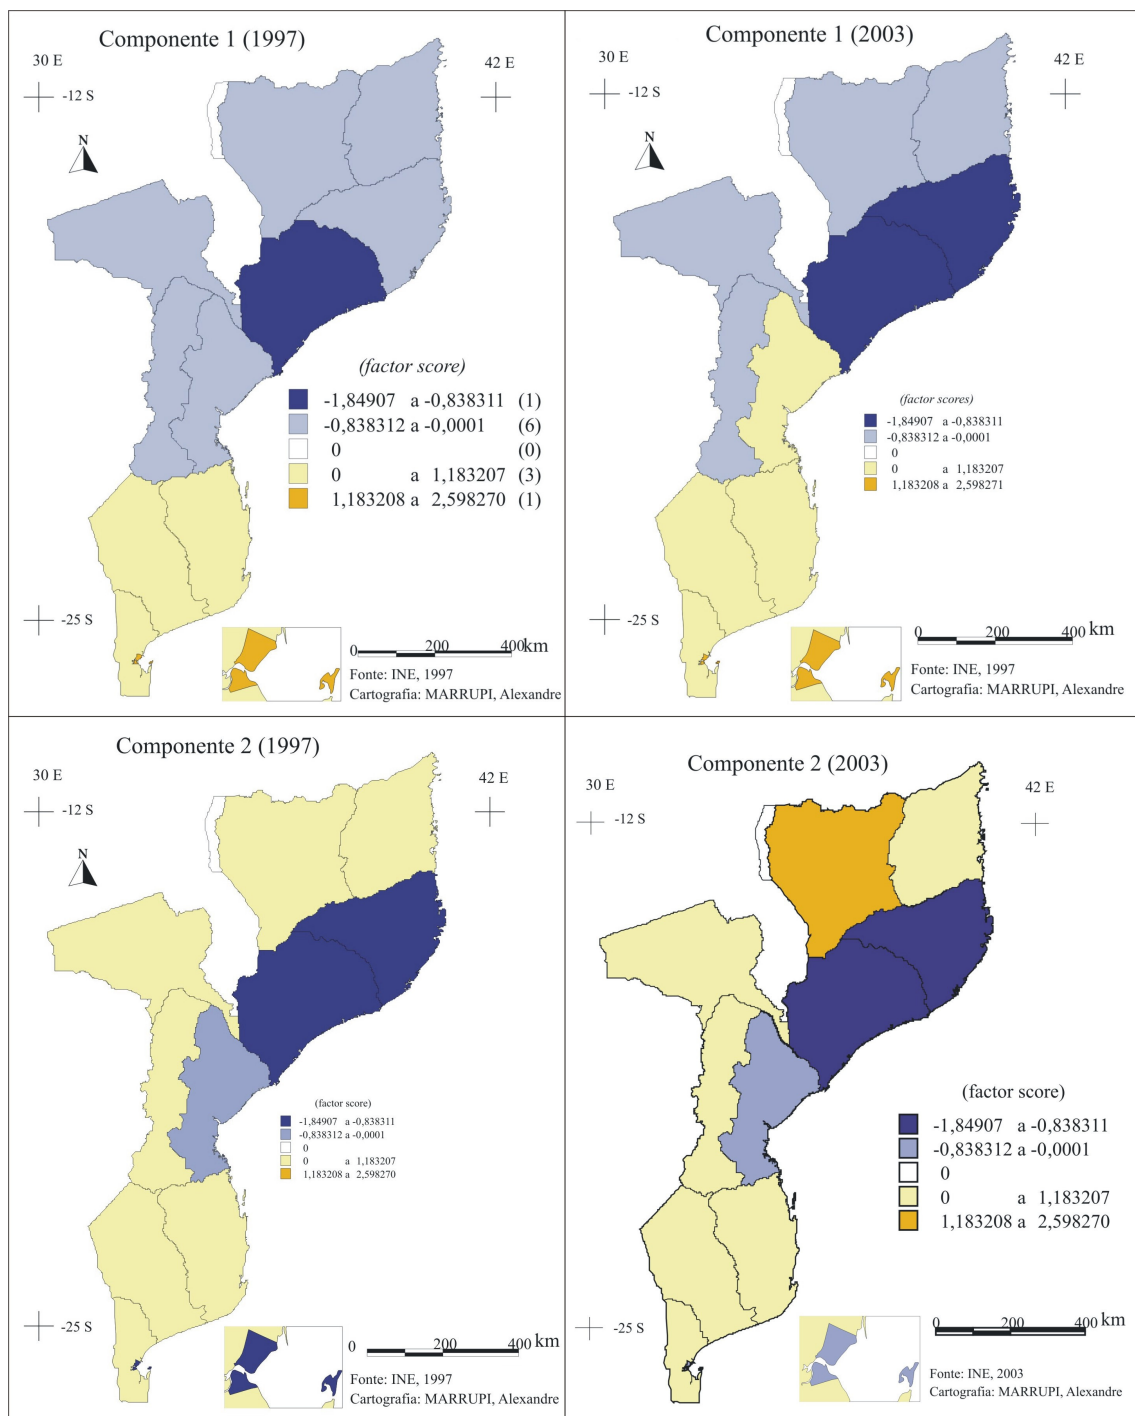 Componente 1 (1997)
30 E
42 E
-12 S
N
(factor score)
-1,84907 a -0,838311 (1)
-0,838312 a -0,0001 (6)
0 (0)
0 a 1,183207 (3)
1,183208 a 2,598270 (1)
-25 S
0 200 400 km
Fonte: INE, 1997
Cartografia: MARRUPI, Alexandre
Componente 1 (2003)
30 E
42 E
-12 S
N
(factor scores)
-1,84907 a -0,838311
-0,838312 a -0,0001
0
0 a 1,183207
1,183208 a 2,598271
-25 S
0 200 400 km
Fonte: INE, 1997
Cartografia: MARRUPI, Alexandre
Componente 2 (1997)
30 E
42 E
-12 S
N
(factor score)
-1,84907 a -0,838311
-0,838312 a -0,0001
0
0 a 1,183207
1,183208 a 2,598270
-25 S
0 200 400 km
Fonte: INE, 1997
Cartografia: MARRUPI, Alexandre
Componente 2 (2003)
30 E
42 E
-12 S
(factor score)
-1,84907 a -0,838311
-0,838312 a -0,0001
0
0 a 1,183207
1,183208 a 2,598270
-25 S
0 200 400 km
Fonte: INE, 2003
Cartografia: MARRUPI, Alexandre